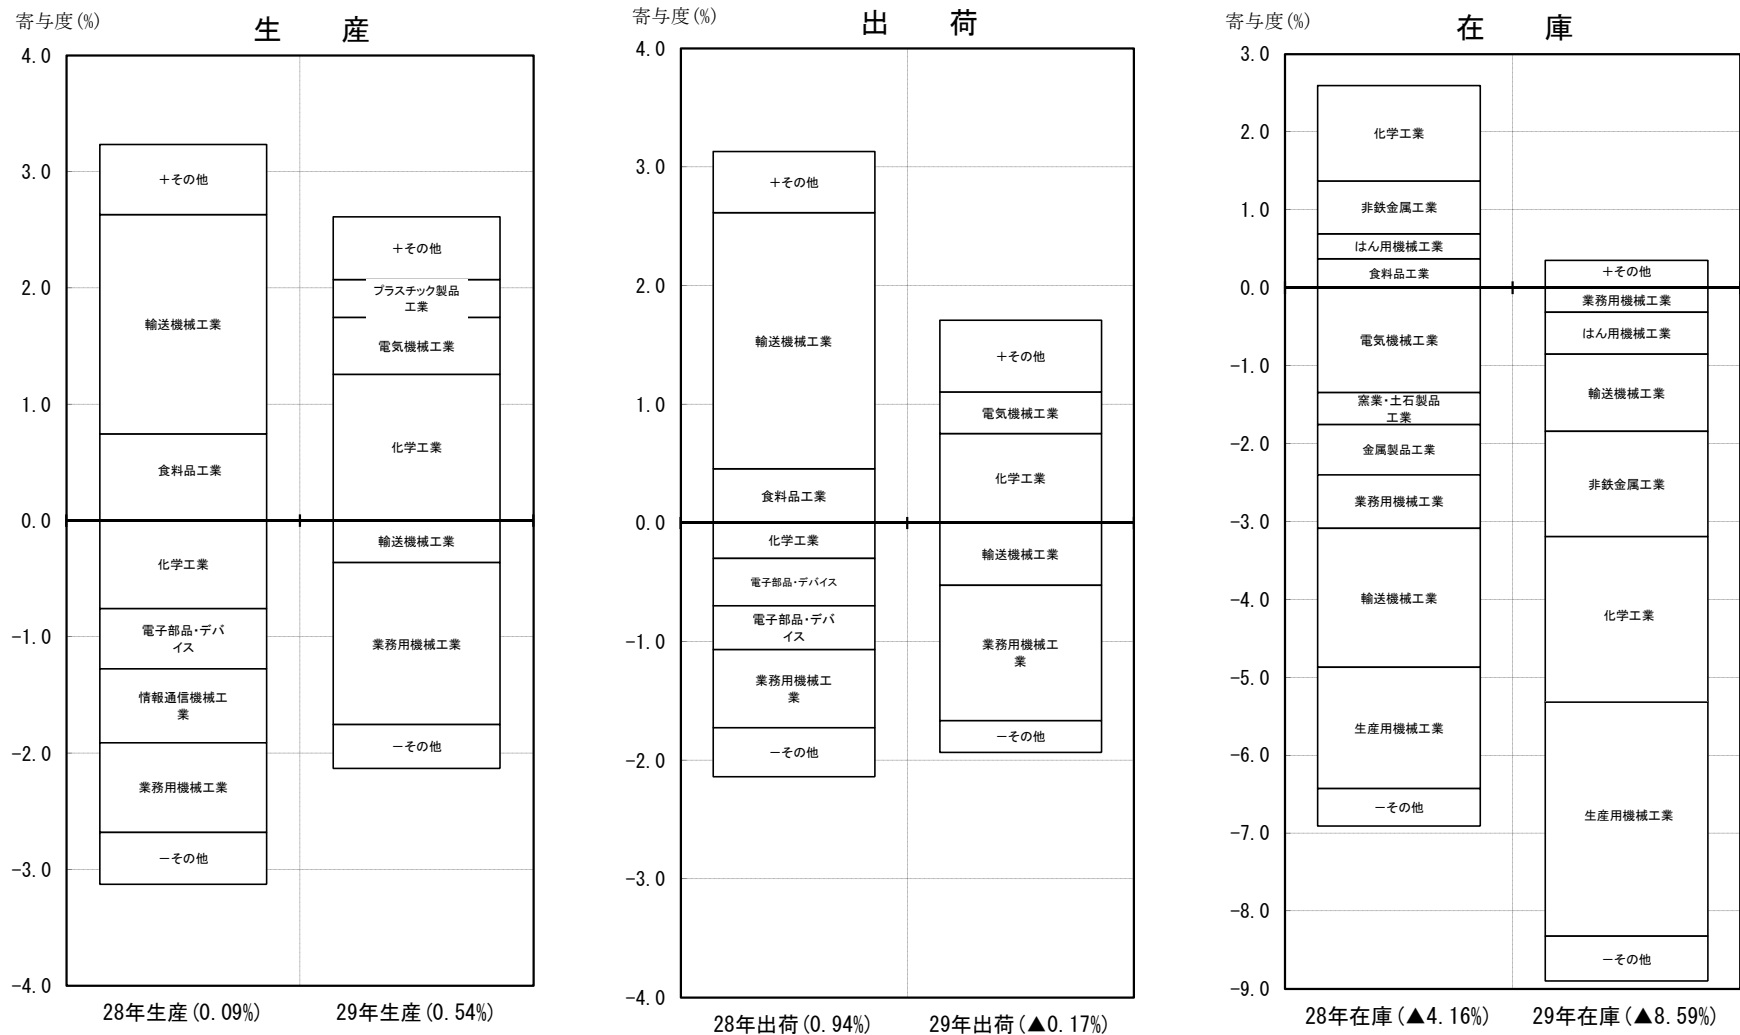 寄与度(%)
生　産
4.0
3.0
2.0
1.0
0.0
-1.0
-2.0
-3.0
-4.0
＋その他
輸送機械工業
食料品工業
化学工業
電子部品・デバ
イス
情報通信機械工
業
業務用機械工業
－その他
＋その他
プラスチック製品
工業
電気機械工業
化学工業
輸送機械工業
業務用機械工業
－その他
28年生産(0.09%)
29年生産(0.54%)
寄与度(%)
出　荷
4.0
3.0
2.0
1.0
0.0
-1.0
-2.0
-3.0
-4.0
＋その他
輸送機械工業
食料品工業
化学工業
電子部品・デバイス
電子部品・デバ
イス
業務用機械工
業
－その他
＋その他
電気機械工業
化学工業
輸送機械工業
業務用機械工
業
－その他
28年出荷(0.94%)
29年出荷(▲0.17%)
寄与度(%)
在　庫
3.0
2.0
1.0
0.0
-1.0
-2.0
-3.0
-4.0
-5.0
-6.0
-7.0
-8.0
-9.0
化学工業
非鉄金属工業
はん用機械工業
食料品工業
電気機械工業
窯業・土石製品
工業
金属製品工業
業務用機械工業
輸送機械工業
生産用機械工業
－その他
＋その他
業務用機械工業
はん用機械工業
輸送機械工業
非鉄金属工業
化学工業
生産用機械工業
－その他
28年在庫(▲4.16%)
29年在庫(▲8.59%)